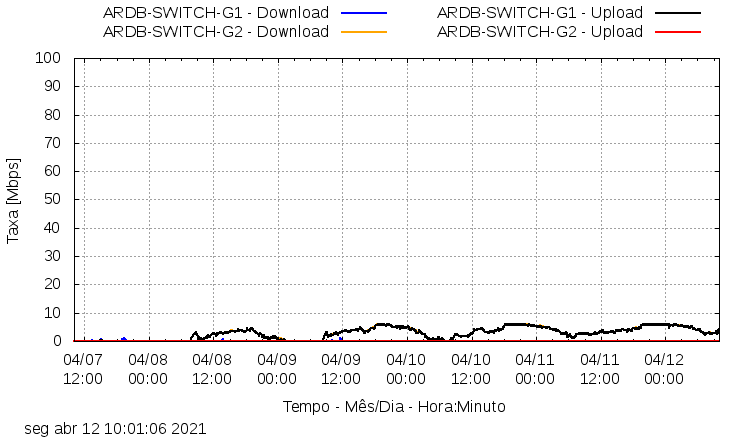 ARDB-SWITCH-G1 - Download ARDB-SWITCH-G1 - Upload
ARDB-SWITCH-G2 - Download ARDB-SWITCH-G2 - Upload
100
90
80
70
60
50
40
30
20
10
0
Taxa [Mbps]
04/07 04/08 04/08 04/09 04/09 04/10 04/10 04/11 04/11 04/12
12:00 00:00 12:00 00:00 12:00 00:00 12:00 00:00 12:00 00:00
Tempo - Mês/Dia - Hora:Minuto
seg abr 12 10:01:06 2021